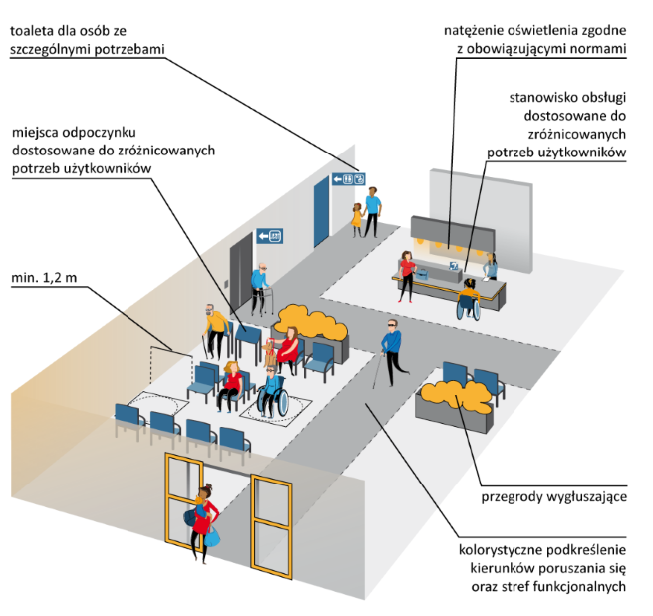 toaleta dla osób ze
szczególnymi potrzebami
natężenie oświetlenia zgodne
z obowiązującymi normami
stanowisko obsługi
dostosowane do
zróżnicowanych
potrzeb użytkowników
miejsca odpoczynku
dostosowane do zróżnicowanych
potrzeb użytkowników
min. 1,2 m
przegrody wygłuszające
kolorystyczne podkreślenie
kierunków poruszania się
oraz stref funkcjonalnych